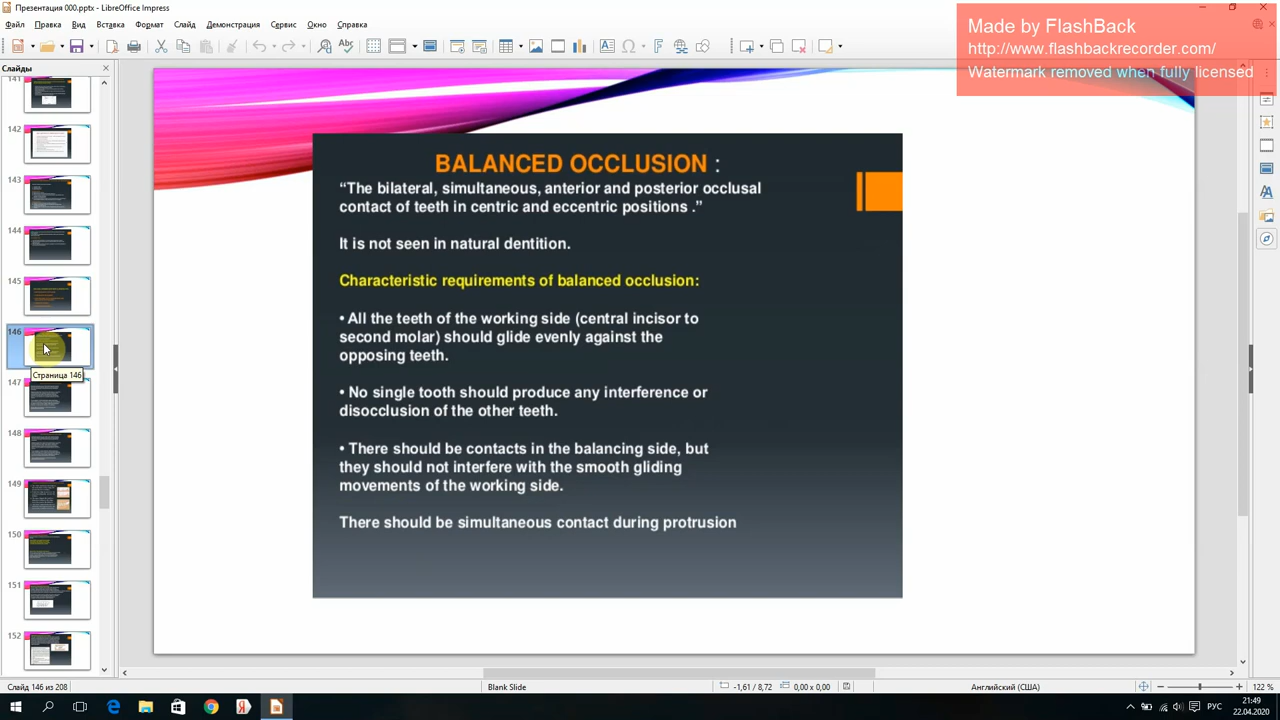 Презентация 000.pptx - LibreOffice Impress
Файл Правка Вид Вставка Формат Слайд Демонстрация Сервис Окно Справка
Made by FlashBack
http://www.flashbackrecorder.com/
Watermark removed when fully licensed
Слайды
141
142
143
144
145
146
Страница 146
147
148
149
150
151
152
BALANCED OCCLUSION :
“The bilateral, simultaneous, anterior and posterior occlusal
contact of teeth in centric and eccentric positions .”
It is not seen in natural dentition.
Characteristic requirements of balanced occlusion:
• All the teeth of the working side (central incisor to
second molar) should glide evenly against the
opposing teeth.
• No single tooth should produce any interference or
disocclusion of the other teeth.
• There should be contacts in the balancing side, but
they should not interfere with the smooth gliding
movements of the working side.
There should be simultaneous contact during protrusion
Слайд 146 из 208
Blank Slide
-1,61 / 8,72
0,00 x 0,00
Английский (США)
122 %
РУС
21:49
22.04.2020